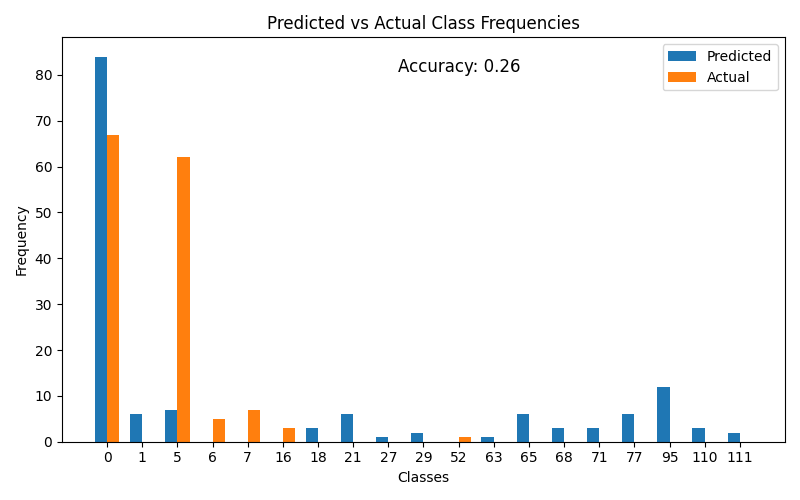 Predicted vs Actual Class Frequencies
Accuracy: 0.26
Predicted
Actual
Frequency
80
70
60
50
40
30
20
10
0
0 1 5 6 7 16 18 21 27 29 52 63 65 68 71 77 95 110 111
Classes